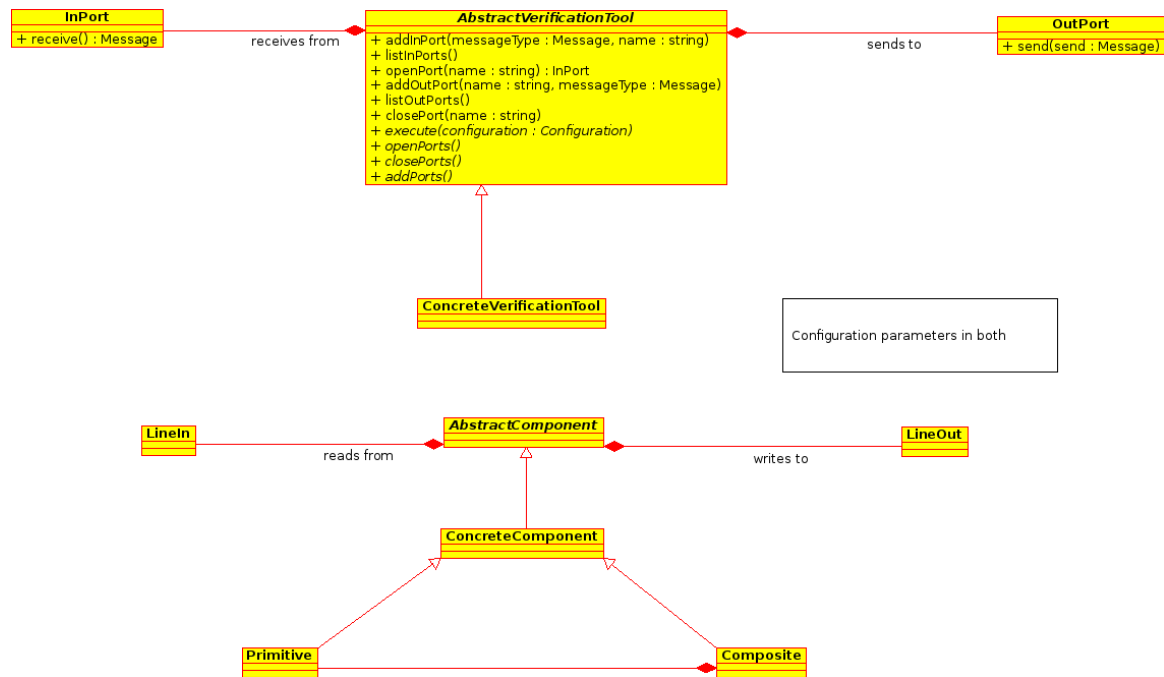 InPort
+ receive() : Message
receives from
AbstractVerificationTool
+ addInPort(messageType : Message, name : string)
+ listInPorts()
+ openPort(name : string) : InPort
+ addOutPort(name : string, messageType : Message)
+ listOutPorts()
+ closePort(name : string)
+ execute(configuration : Configuration)
+ openPorts()
+ closePorts()
+ addPorts()
sends to
OutPort
+ send(send : Message)
ConcreteVerificationTool
Configuration parameters in both
LineIn
reads from
AbstractComponent
writes to
LineOut
ConcreteComponent
Primitive
Composite